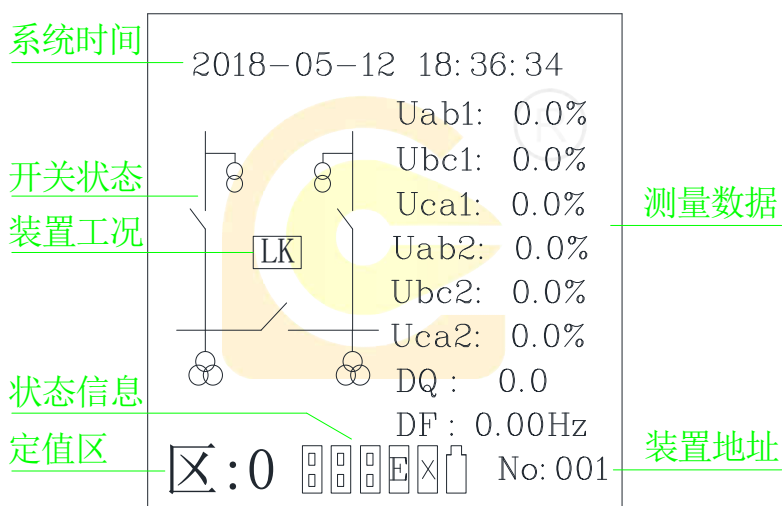 系统时间
2018-05-12 18:36:34
Uab1: 0.0%
Ubc1: 0.0%
开关状态
Uca1: 0.0%
测量数据
装置工况
LK
Uab2: 0.0%
Ubc2: 0.0%
Uca2: 0.0%
状态信息
DQ: 0.0
DF: 0.00Hz
定值区
区:0
E
No:001
装置地址
®